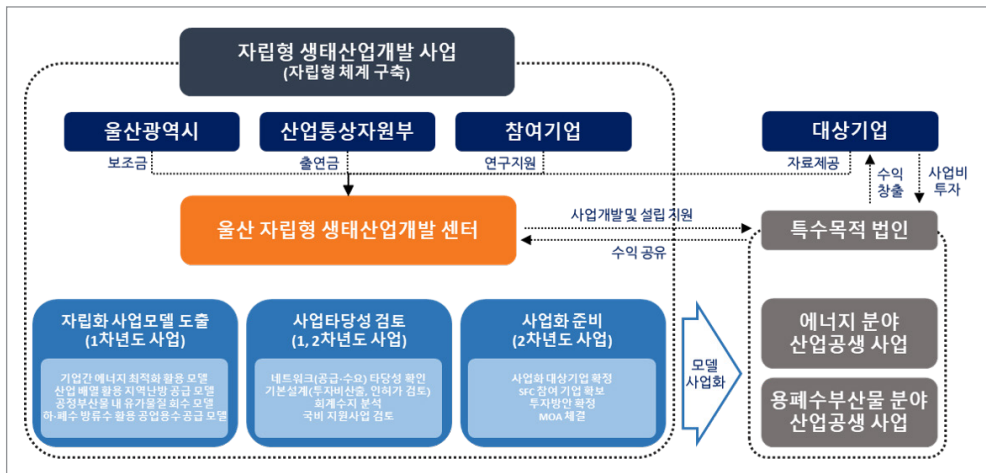 자립형 생태산업개발 사업
(자립형 체계 구축)
울산광역시
산업통상자원부
참여기업
대상기업
보조금
출연금
연구지원
자료제공
수익
창출
사업비
투자
울산 자립형 생태산업개발 센터
사업개발 및 설립 지원
수익 공유
특수목적 법인
자립화 사업모델 도출
(1차년도 사업)
기업간 에너지 최적화 활용 모델
산업 배열 활용 지역난방 공급 모델
공정부산물 내 유가물질 회수 모델
하·폐수 방류수 활용 공업용수 공급 모델
사업타당성 검토
(1, 2차년도 사업)
네트워크(공급-수요) 타당성 확인
기본설계(투자비산출, 인허가 검토)
회계수지 분석
국비 지원사업 검토
사업화 준비
(2차년도 사업)
사업화 대상기업 확정
SFC 참여 기업 확보
투자방안 확정
MOA 체결
모델
사업화
에너지 분야
산업공생 사업
용폐수부산물 분야
산업공생 사업